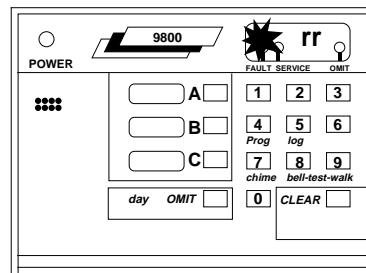 9800
rr
POWER
FAULT SERVICE OMIT
A
1 2 3
B
4 5 6
Prog log
C
7 8 9
chime bell-test-walk
day OMIT
0 CLEAR